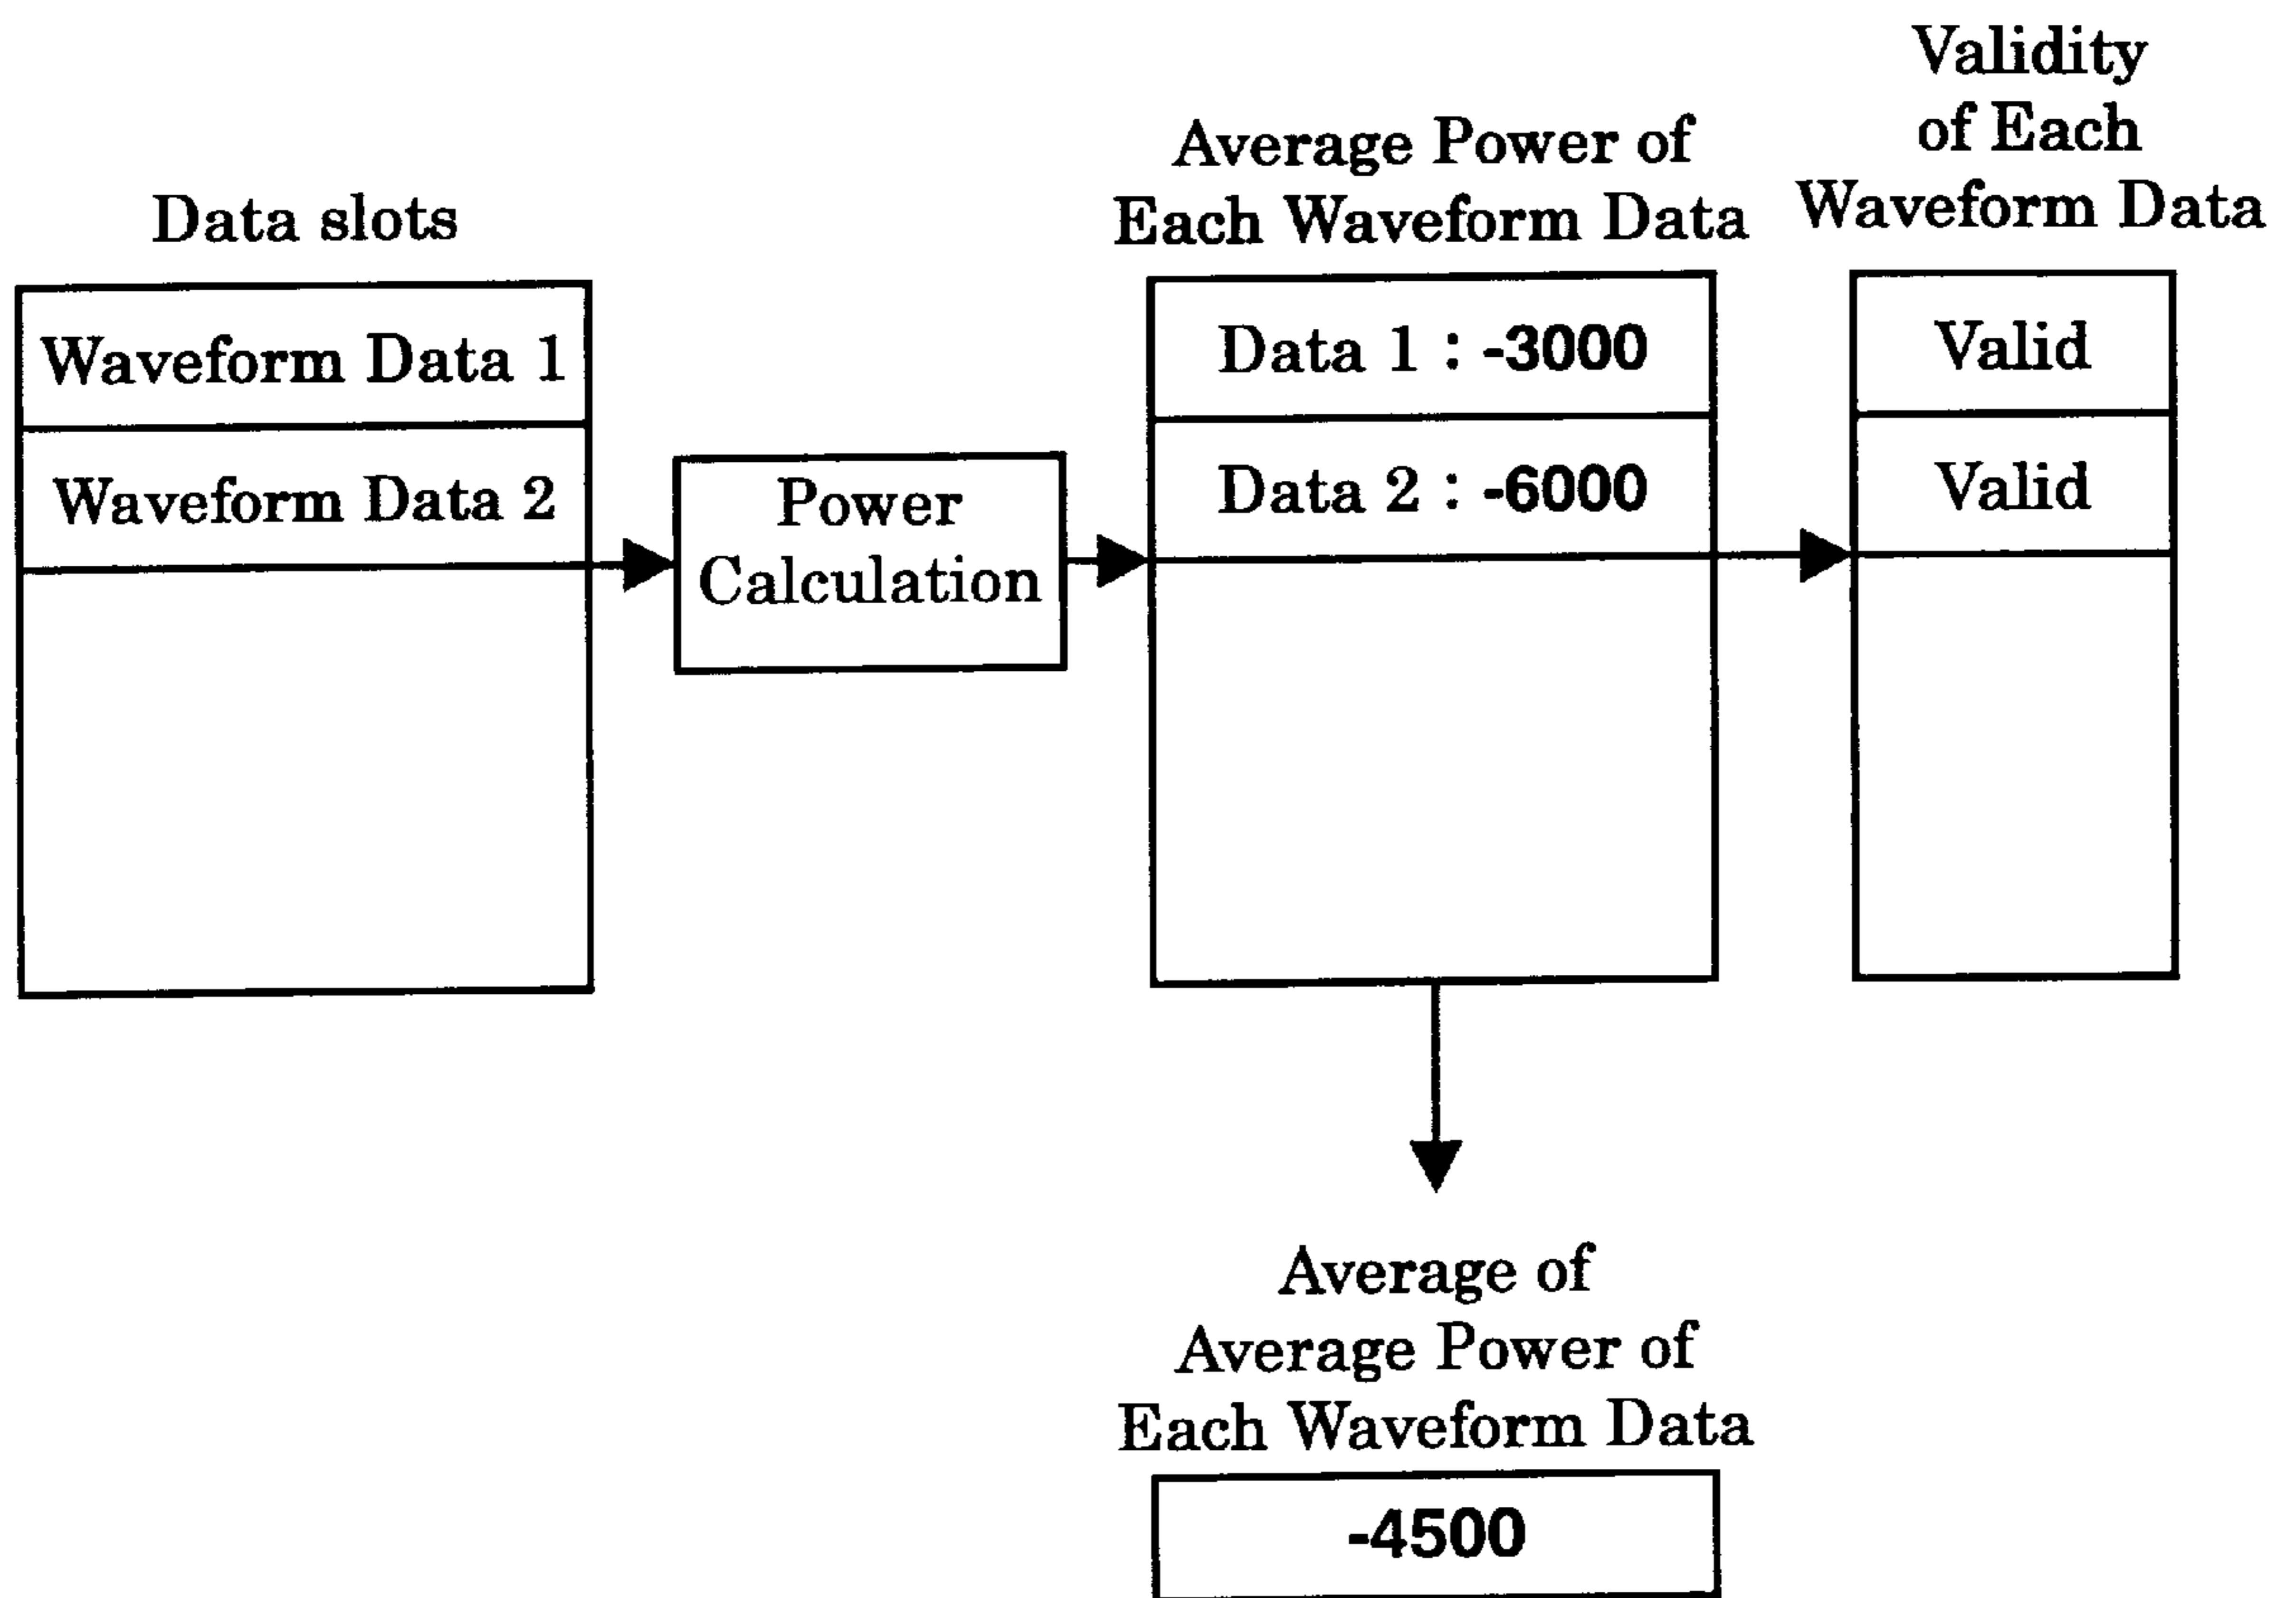 Data slots
Waveform Data 1
Waveform Data 2
Power
Calculation
Average Power of
Each Waveform Data
Data 1 : -3000
Data 2 : -6000
Validity
of Each
Waveform Data
Valid
Valid
Average of
Average Power of
Each Waveform Data
-4500